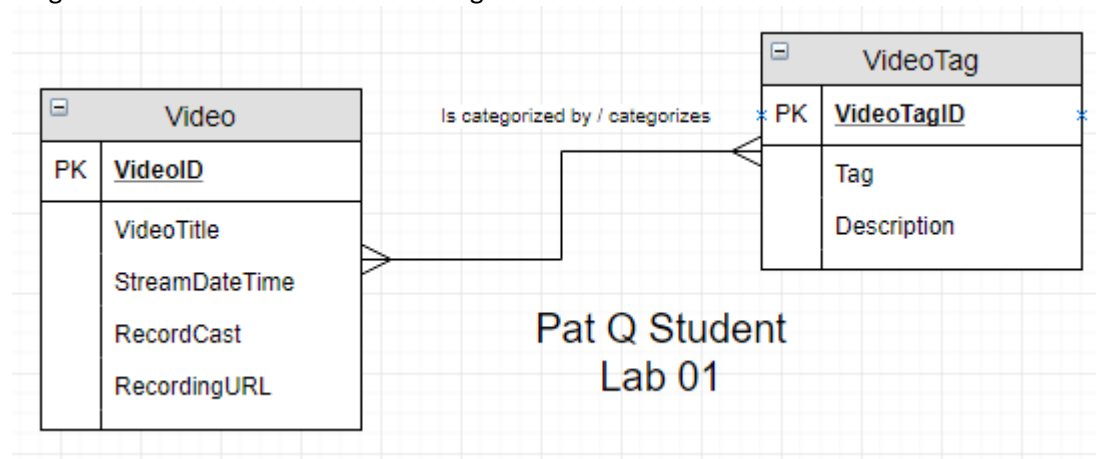 Video
PK VideoID
VideoTitle
StreamDateTime
RecordCast
RecordingURL
Is categorized by / categorizes
VideoTag
PK VideoTagID
Tag
Description
Pat Q Student
Lab 01